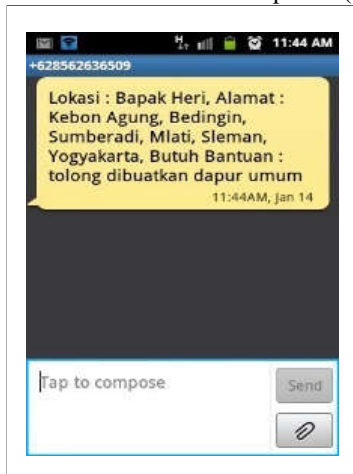 11:44 AM
+628562636509
Lokasi : Bapak Heri, Alamat :
Kebon Agung, Bedingin,
Sumberadi, Mlati, Sleman,
Yogyakarta, Butuh Bantuan :
tolong dibuatkan dapur umum
11:44AM, Jan 14
Tap to compose
Send